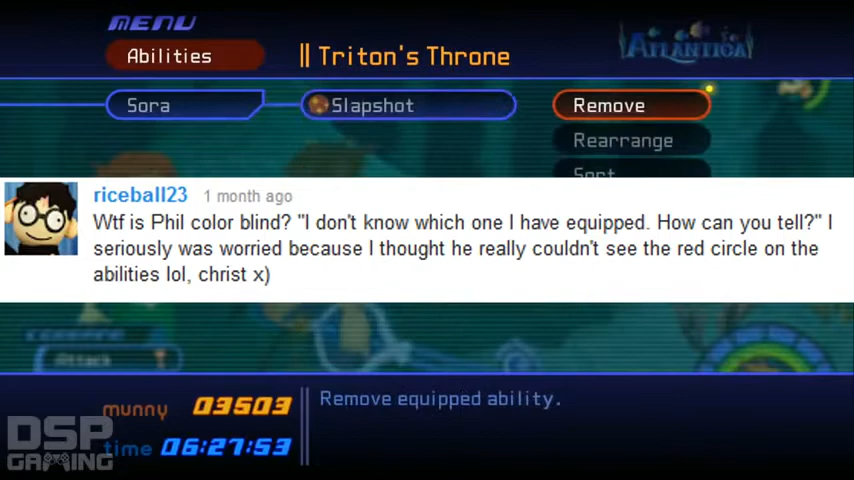 MENU
Abilities
Triton's Throne
ATLANTICA
Sora
Slapshot
Remove
Rearrange
Sort
riceball23 1 month ago
Wtf is Phil color blind? "I don't know which one I have equipped. How can you tell?" I
seriously was worried because I thought he really couldn't see the red circle on the
abilities lol, christ x)
Attack
munny 03503
Remove equipped ability.
time 06:27:53
DSP
GAMING